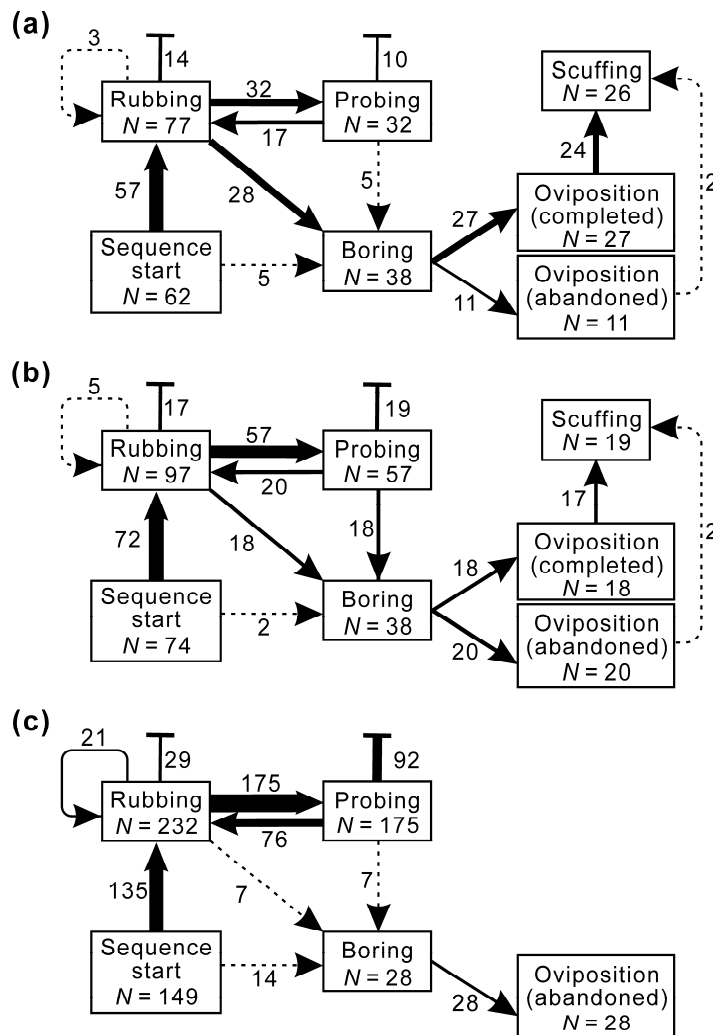 (a)
3
14
10
Rubbing
N = 77
32
17
Probing
N = 32
Scuffing
N = 26
57
28
5
24
2
Sequence
start
N = 62
5
Boring
N = 38
27
11
Oviposition
(completed)
N = 27
Oviposition
(abandoned)
N = 11
(b)
5
17
19
Rubbing
N = 97
57
20
Probing
N = 57
Scuffing
N = 19
72
18
18
17
2
Sequence
start
N = 74
2
Boring
N = 38
18
20
Oviposition
(completed)
N = 18
Oviposition
(abandoned)
N = 20
(c)
21
29
92
Rubbing
N = 232
175
76
Probing
N = 175
135
7
7
Sequence
start
N = 149
14
Boring
N = 28
28
Oviposition
(abandoned)
N = 28